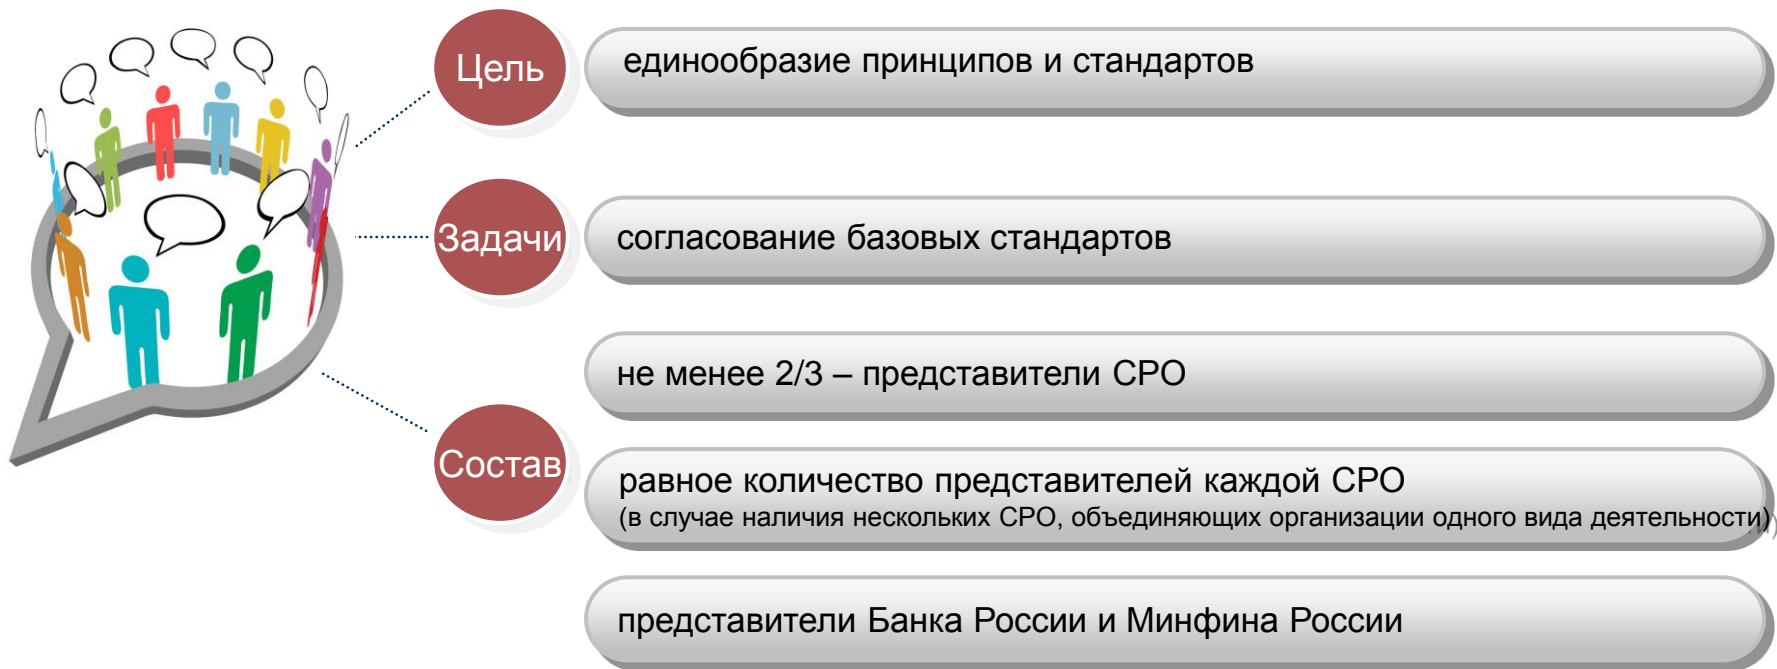 Цель
единообразие принципов и стандартов
Задачи
согласование базовых стандартов
не менее 2/3 – представители СРО
Состав
равное количество представителей каждой СРО
(в случае наличия нескольких СРО, объединяющих организации одного вида деятельности)
представители Банка России и Минфина России